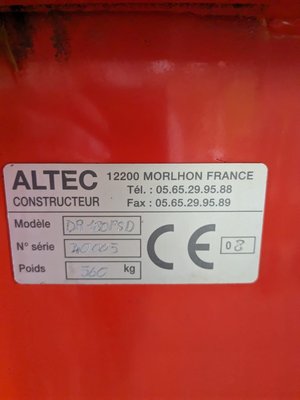 ALTEC
CONSTRUCTEUR
12200 MORLHON FRANCE
Tél. : 05.65.29.95.88
Fax : 05.65.29.95.89
Modèle
N° série
Poids 560 kg
CE
08